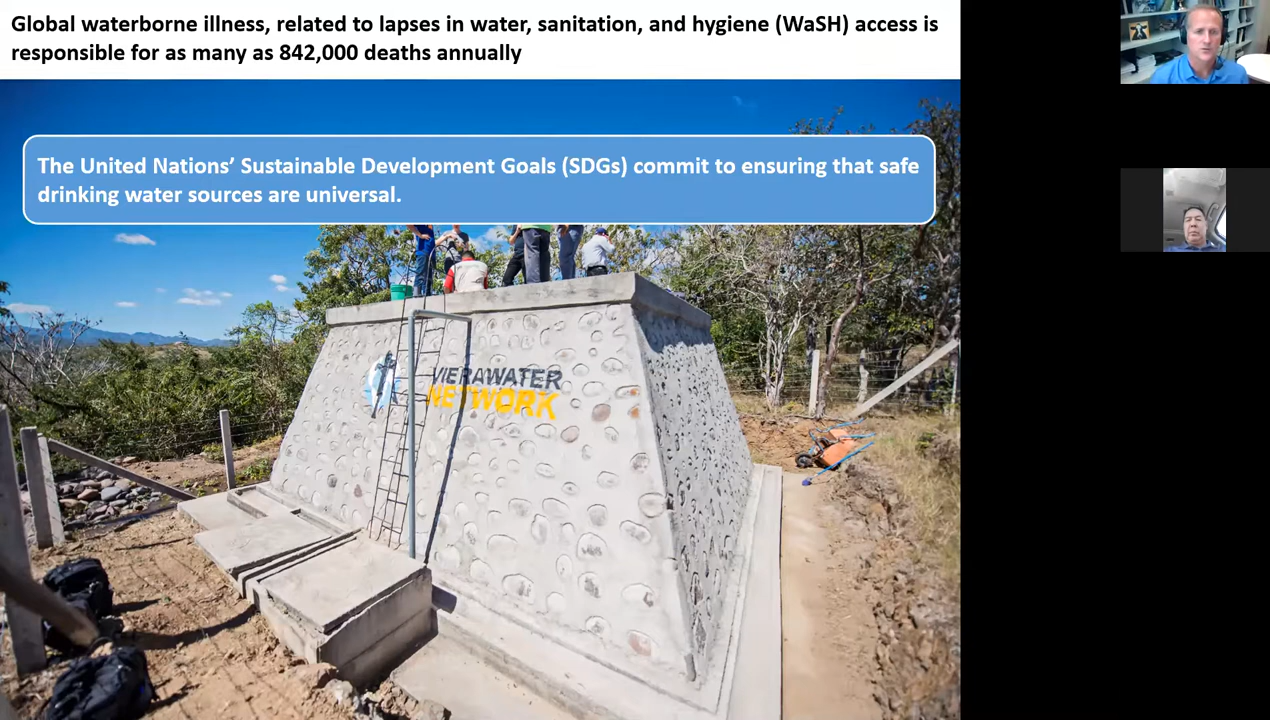 Global waterborne illness, related to lapses in water, sanitation, and hygiene (WaSH) access is
responsible for as many as 842,000 deaths annually
The United Nations’ Sustainable Development Goals (SDGs) commit to ensuring that safe
drinking water sources are universal.
VIERAWATER
NETWORK